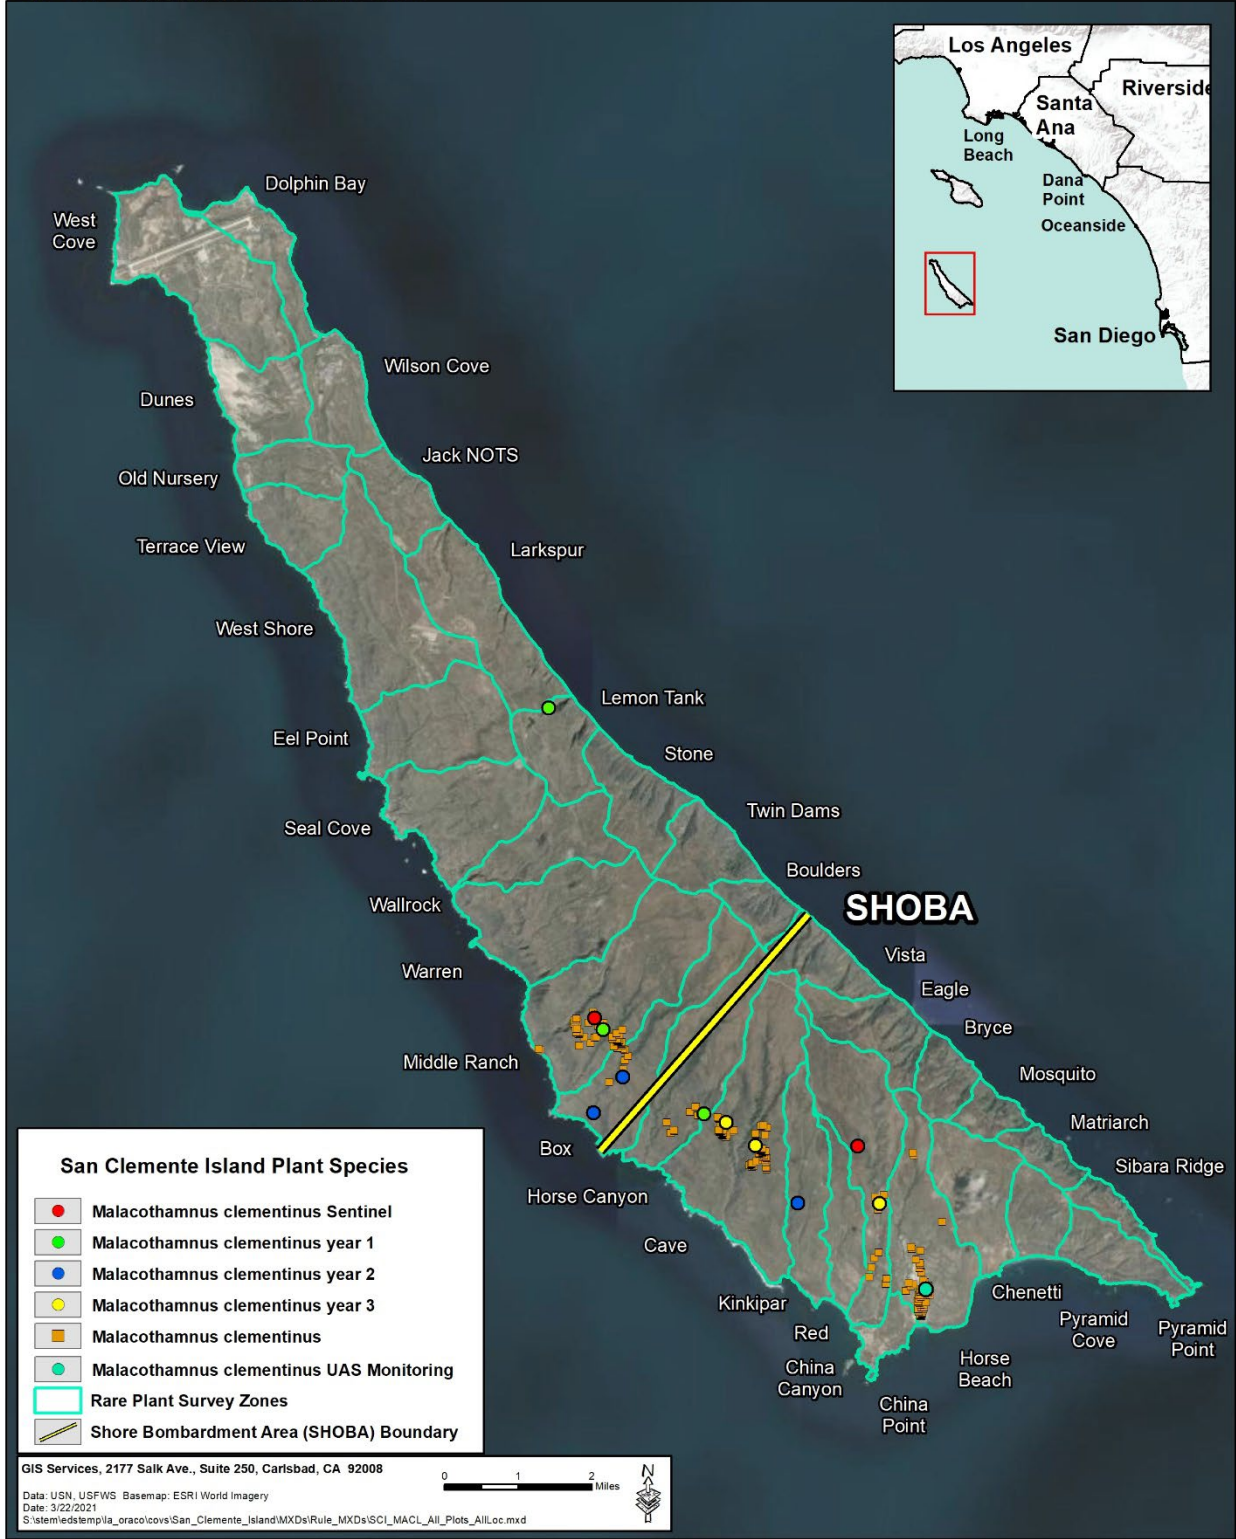 Los Angeles
Riverside
Santa
Ana
Long
Beach
Dana
Point
Oceanside
San Diego
Dolphin Bay
West
Cove
Wilson Cove
Dunes
Jack NOTS
Old Nursery
Terrace View
Larkspur
West Shore
Lemon Tank
Eel Point
Stone
Twin Dams
Seal Cove
Boulders
Wallrock
SHOBA
Vista
Warren
Eagle
Bryce
Middle Ranch
Mosquito
Matriarch
Box
Sibara Ridge
Horse Canyon
Cave
Chenetti
Kinkipar
Pyramid
Cove
Pyramid
Point
Red
Horse
Beach
China
Canyon
China
Point
San Clemente Island Plant Species
Malacothamnus clementinus Sentinel
Malacothamnus clementinus year 1
Malacothamnus clementinus year 2
Malacothamnus clementinus year 3
Malacothamnus clementinus
Malacothamnus clementinus UAS Monitoring
Rare Plant Survey Zones
Shore Bombardment Area (SHOBA) Boundary
GIS Services, 2177 Salk Ave., Suite 250, Carlsbad, CA 92008
0 1 2
Miles
N
Data: USN, USFWS Basemap: ESRI World Imagery
Date: 3/22/2021
S:\stem\edstemp\la_oraco\covs\San_Clemente_Island\MXDs\Rule_MXDs\SCI_MACL_All_Plots_AllLoc.mxd